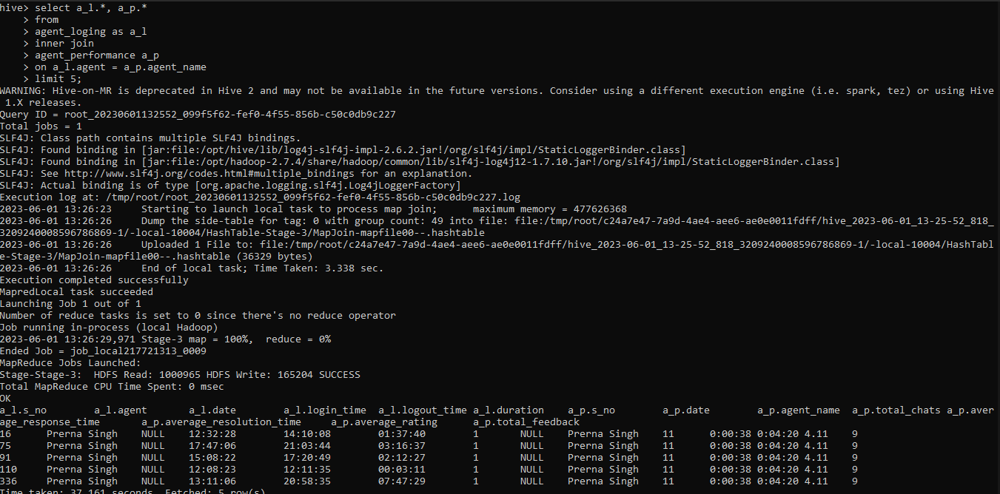 hive> select a_l.*, a_p.*
    > from
    > agent_loging as a_l
    > inner join
    > agent_performance a_p
    > on a_l.agent = a_p.agent_name
    > limit 5;
WARNING: Hive-on-MR is deprecated in Hive 2 and may not be available in the future versions. Consider using a different execution engine (i.e. spark, tez) or using Hive
 1.X releases.
Query ID = root_20230601132552_099f5f62-fef0-4f55-856b-c50c0db9c227
Total jobs = 1
SLF4J: Class path contains multiple SLF4J bindings.
SLF4J: Found binding in [jar:file:/opt/hive/lib/log4j-slf4j-impl-2.6.2.jar!/org/slf4j/impl/StaticLoggerBinder.class]
SLF4J: Found binding in [jar:file:/opt/hadoop-2.7.4/share/hadoop/common/lib/slf4j-log4j12-1.7.10.jar!/org/slf4j/impl/StaticLoggerBinder.class]
SLF4J: See http://www.slf4j.org/codes.html#multiple_bindings for an explanation.
SLF4J: Actual binding is of type [org.apache.logging.slf4j.Log4jLoggerFactory]
Execution log at: /tmp/root/root_20230601132552_099f5f62-fef0-4f55-856b-c50c0db9c227.log
2023-06-01 13:26:23     Starting to launch local task to process map join;      maximum memory = 477626368
2023-06-01 13:26:26     Dump the side-table for tag: 0 with group count: 49 into file: file:/tmp/root/c24a7e47-7a9d-4ae4-aee6-ae0e0011fdff/hive_2023-06-01_13-25-52_818_
3209240008596786869-1/-local-10004/HashTable-Stage-3/MapJoin-mapfile00--.hashtable
2023-06-01 13:26:26     Uploaded 1 File to: file:/tmp/root/c24a7e47-7a9d-4ae4-aee6-ae0e0011fdff/hive_2023-06-01_13-25-52_818_3209240008596786869-1/-local-10004/HashTabl
e-Stage-3/MapJoin-mapfile00--.hashtable (36329 bytes)
2023-06-01 13:26:26     End of local task; Time Taken: 3.338 sec.
Execution completed successfully
MapredLocal task succeeded
Launching Job 1 out of 1
Number of reduce tasks is set to 0 since there's no reduce operator
Job running in-process (local Hadoop)
2023-06-01 13:26:29,971 Stage-3 map = 100%,  reduce = 0%
Ended Job = job_local217721313_0009
MapReduce Jobs Launched:
Stage-Stage-3:  HDFS Read: 1000965 HDFS Write: 165204 SUCCESS
Total MapReduce CPU Time Spent: 0 msec
OK
a_l.s_no        a_l.agent       a_l.date        a_l.login_time  a_l.logout_time a_l.duration    a_p.s_no        a_p.date        a_p.agent_name  a_p.total_chats a_p.aver
age_response_time       a_p.average_resolution_time     a_p.average_rating      a_p.total_feedback
16      Prerna Singh    NULL    12:32:28        14:10:08        01:37:40        1       NULL    Prerna Singh    11      0:00:38 0:04:20 4.11    9
75      Prerna Singh    NULL    17:47:06        21:03:44        03:16:37        1       NULL    Prerna Singh    11      0:00:38 0:04:20 4.11    9
91      Prerna Singh    NULL    15:08:22        17:20:49        02:12:27        1       NULL    Prerna Singh    11      0:00:38 0:04:20 4.11    9
110     Prerna Singh    NULL    12:08:23        12:11:35        00:03:11        1       NULL    Prerna Singh    11      0:00:38 0:04:20 4.11    9
336     Prerna Singh    NULL    13:11:06        20:58:35        07:47:29        1       NULL    Prerna Singh    11      0:00:38 0:04:20 4.11    9
Time taken: 37.161 seconds, Fetched: 5 row(s)